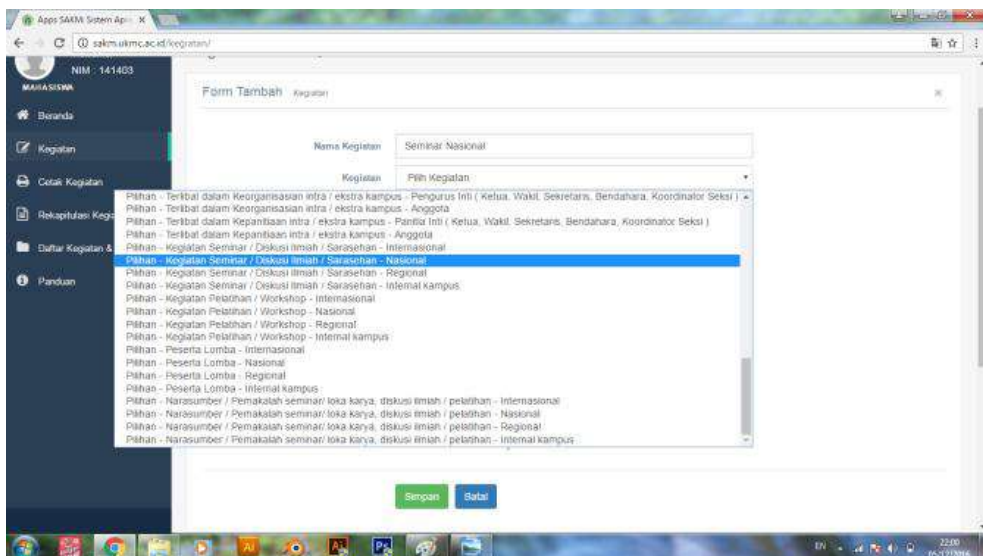 Apps SAKM Sistem Apli
sakm.ukmc.ac.id/kegiatan/
NIM : 141403
MAHASISWA
Beranda
Kegiatan
Cetak Kegiatan
Rekapitulasi Kegia
Daftar Kegiatan &
Panduan
Form Tambah Kegiatan
Nama Kegiatan Seminar Nasional
Kegiatan Pilih Kegiatan
Pilihan - Terlibat dalam Keorganisasian intra / ekstra kampus - Pengurus Inti ( Ketua, Wakil, Sekretaris, Bendahara, Koordinator Seksi )
Pilihan - Terlibat dalam Keorganisasian intra / ekstra kampus - Anggota
Pilihan - Terlibat dalam Kepanitiaan intra / ekstra kampus - Panitia Inti ( Ketua, Wakil, Sekretaris, Bendahara, Koordinator Seksi )
Pilihan - Terlibat dalam Kepanitiaan intra / ekstra kampus - Anggota
Pilihan - Kegiatan Seminar / Diskusi Ilmiah / Sarasehan - Internasional
Pilihan - Kegiatan Seminar / Diskusi Ilmiah / Sarasehan - Nasional
Pilihan - Kegiatan Seminar / Diskusi Ilmiah / Sarasehan - Regional
Pilihan - Kegiatan Seminar / Diskusi Ilmiah / Sarasehan - Internal kampus
Pilihan - Kegiatan Pelatihan / Workshop - Internasional
Pilihan - Kegiatan Pelatihan / Workshop - Nasional
Pilihan - Kegiatan Pelatihan / Workshop - Regional
Pilihan - Kegiatan Pelatihan / Workshop - Internal kampus
Pilihan - Peserta Lomba - Internasional
Pilihan - Peserta Lomba - Nasional
Pilihan - Peserta Lomba - Regional
Pilihan - Peserta Lomba - Internal kampus
Pilihan - Narasumber / Pemakalah seminar/ loka karya, diskusi ilmiah / pelatihan - Internasional
Pilihan - Narasumber / Pemakalah seminar/ loka karya, diskusi ilmiah / pelatihan - Nasional
Pilihan - Narasumber / Pemakalah seminar/ loka karya, diskusi ilmiah / pelatihan - Regional
Pilihan - Narasumber / Pemakalah seminar/ loka karya, diskusi ilmiah / pelatihan - Internal kampus
Simpan Batal
EN 22:00